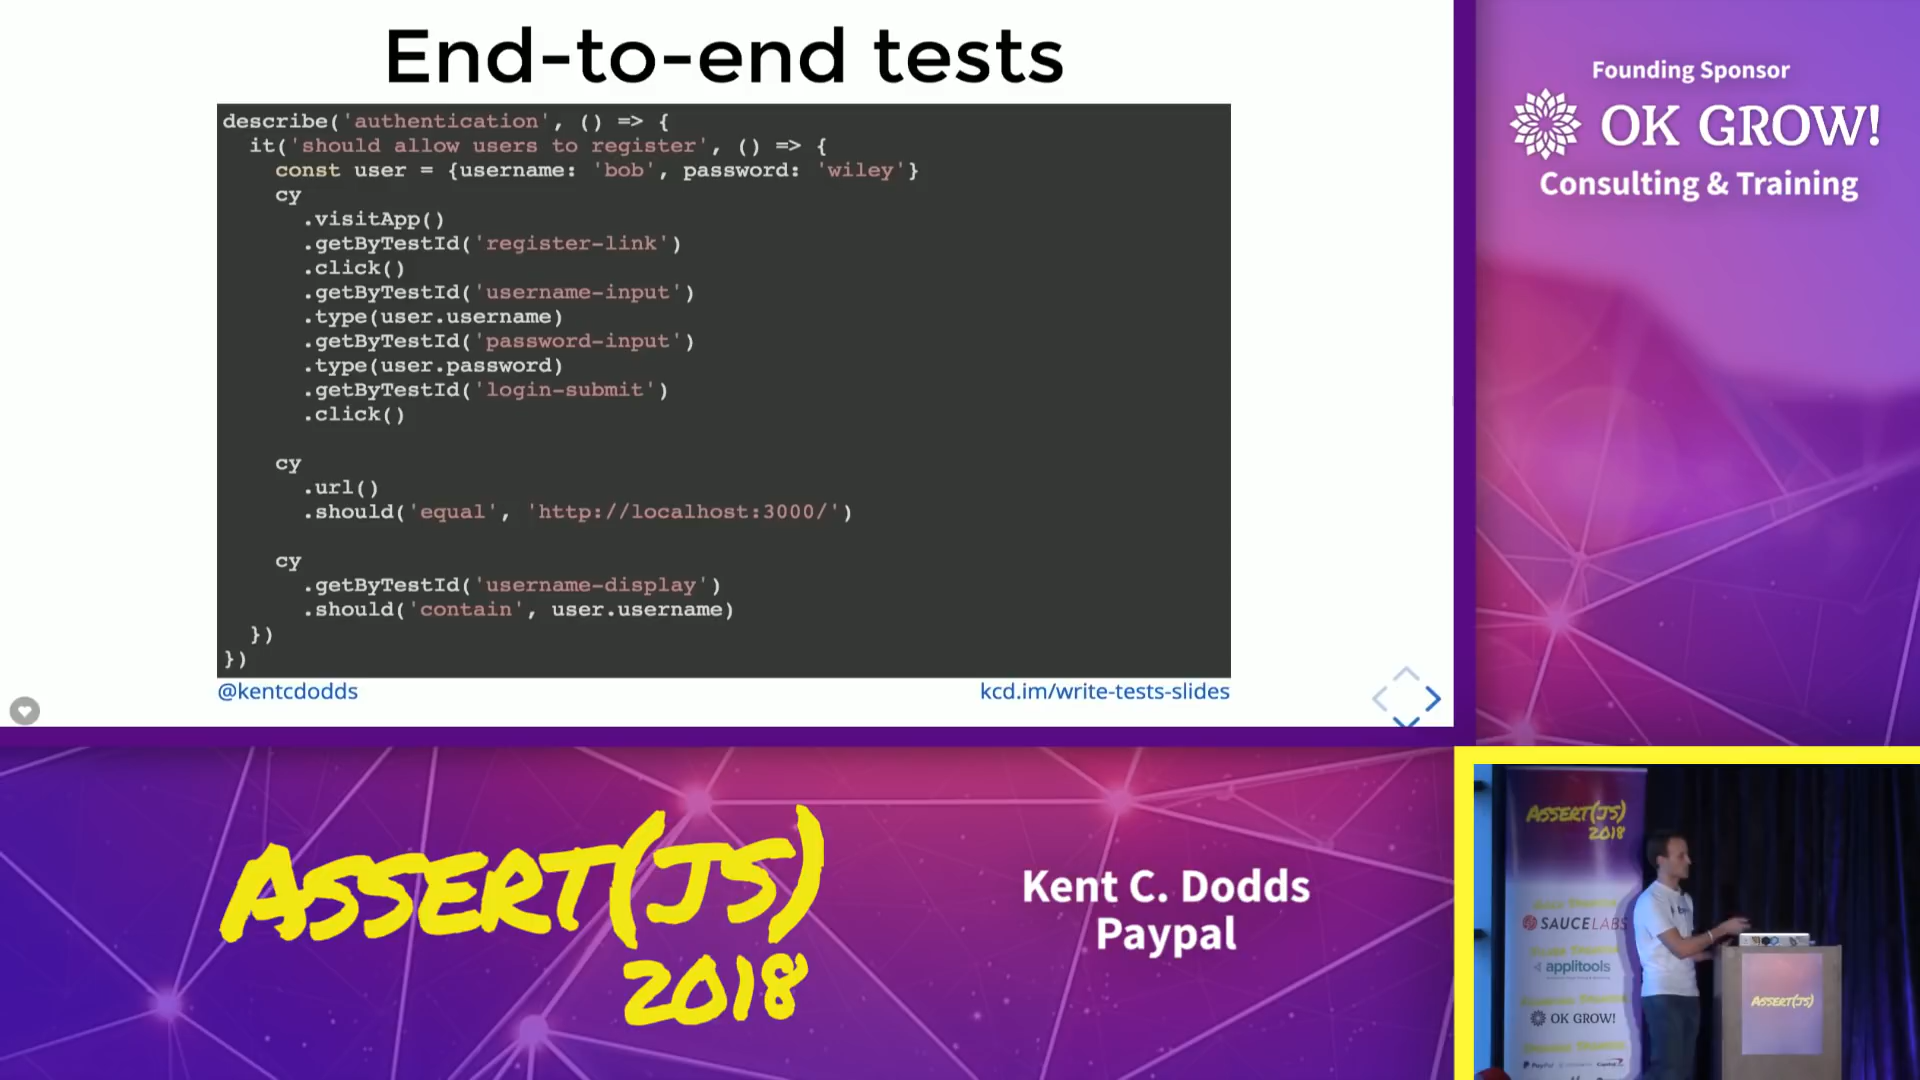 End-to-end tests
describe('authentication', () => {
it('should allow users to register', () => {
const user = {username: 'bob', password: 'wiley'}
cy
.visitApp()
.getByTestId('register-link')
.click()
.getByTestId('username-input')
.type(user.username)
.getByTestId('password-input')
.type(user.password)
.getByTestId('login-submit')
.click()
cy
.url()
.should('equal', 'http://localhost:3000/')
cy
.getByTestId('username-display')
.should('contain', user.username)
})
})
@kentcdodds
kcd.im/write-tests-slides
Founding Sponsor
OK GROW!
Consulting & Training
ASSERT(JS)
2018
Kent C. Dodds
Paypal
ASSERT(JS)
2018
SAUCELABS
applitools
OK GROW!
PayPal
ASSERT(JS)